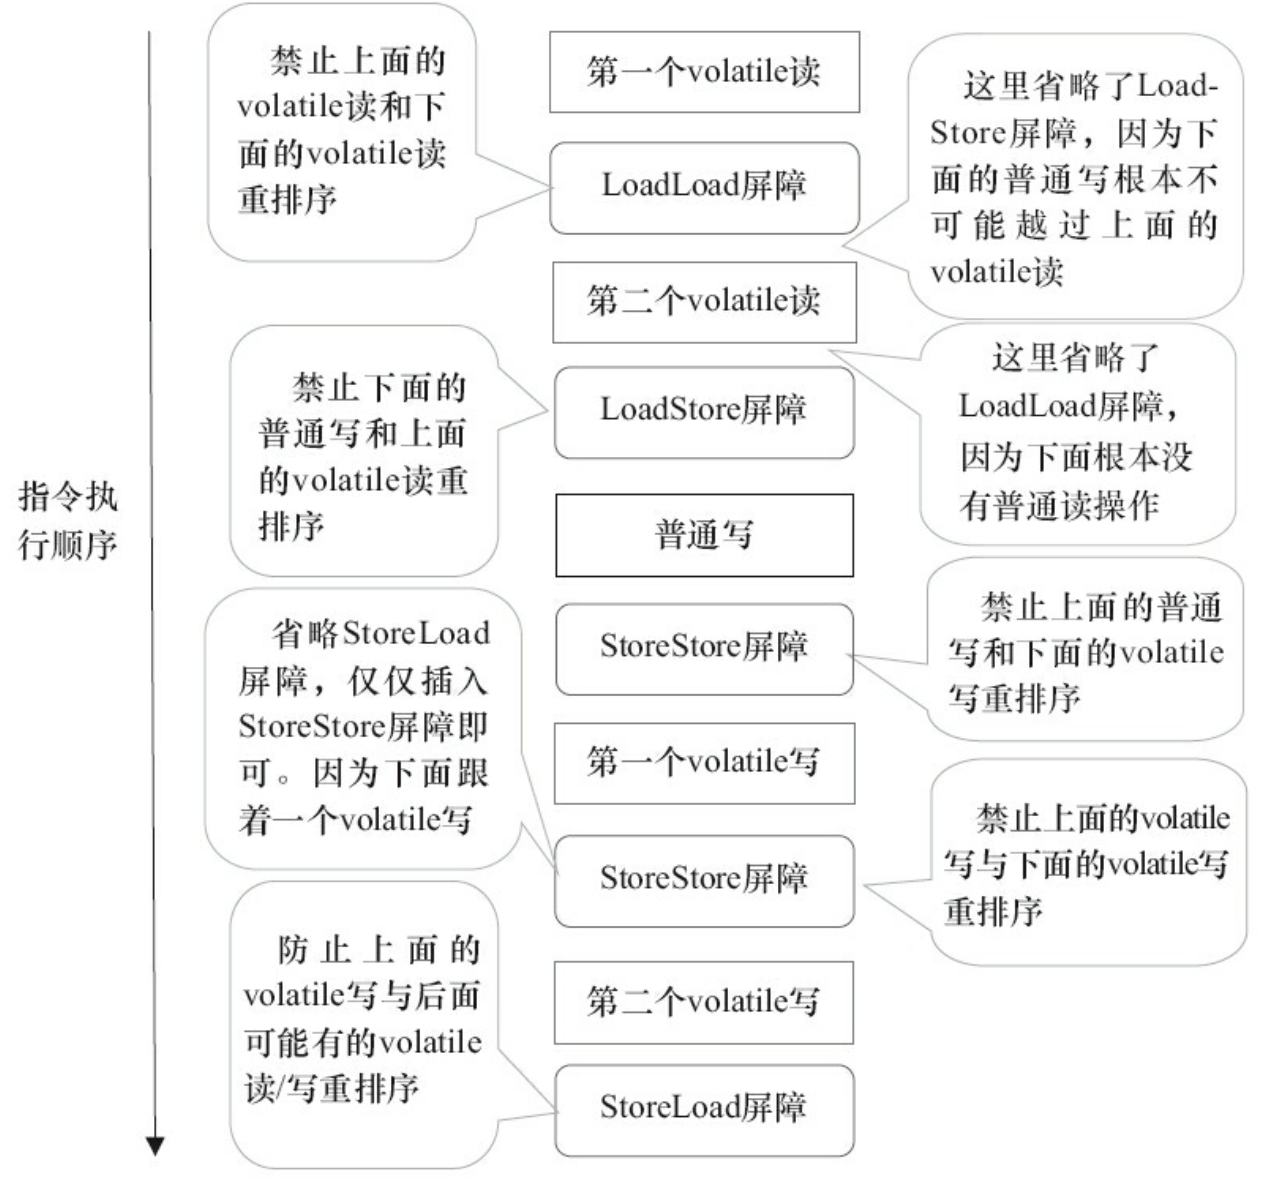 禁止上面的
volatile读和下
面的volatile读
重排序
第一个volatile读
LoadLoad屏障
这里省略了Load-
Store屏障，因为下
面的普通写根本不
可能越过上面的
volatile读
第二个volatile读
这里省略了
LoadLoad屏障，
因为下面根本没
有普通读操作
禁止下面的
普通写和上面
的volatile读重
排序
LoadStore屏障
指令执
行顺序
普通写
禁止上面的普通
写和下面的volatile
写重排序
StoreStore屏障
省略StoreLoad
屏障，仅仅插入
StoreStore屏障即
可。因为下面跟
着一个volatile写
第一个volatile写
StoreStore屏障
禁止上面的volatile
写与下面的volatile写
重排序
第二个volatile写
防止上面的
volatile写与后面
可能有的volatile
读/写重排序
StoreLoad屏障